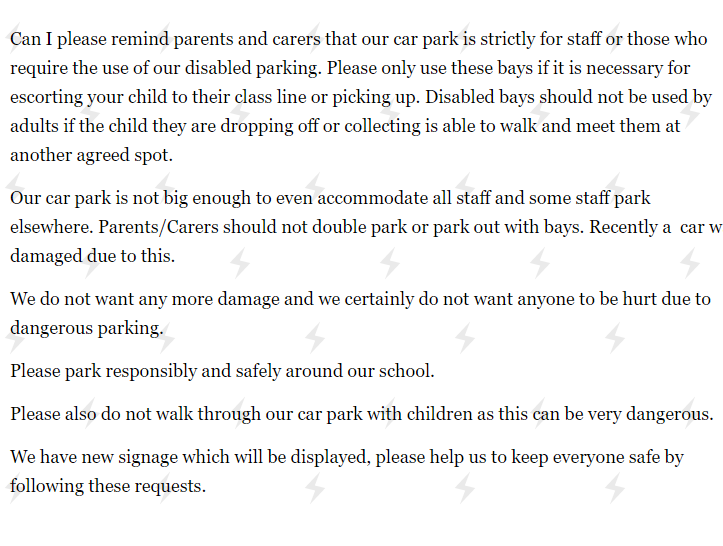 Can I please remind parents and carers that our car park is strictly for staff or those who
require the use of our disabled parking. Please only use these bays if it is necessary for
escorting your child to their class line or picking up. Disabled bays should not be used by
adults if the child they are dropping off or collecting is able to walk and meet them at
another agreed spot.
Our car park is not big enough to even accommodate all staff and some staff park
elsewhere. Parents/Carers should not double park or park out with bays. Recently a  car w
damaged due to this.
We do not want any more damage and we certainly do not want anyone to be hurt due to
dangerous parking.
Please park responsibly and safely around our school.
Please also do not walk through our car park with children as this can be very dangerous.
We have new signage which will be displayed, please help us to keep everyone safe by
following these requests.